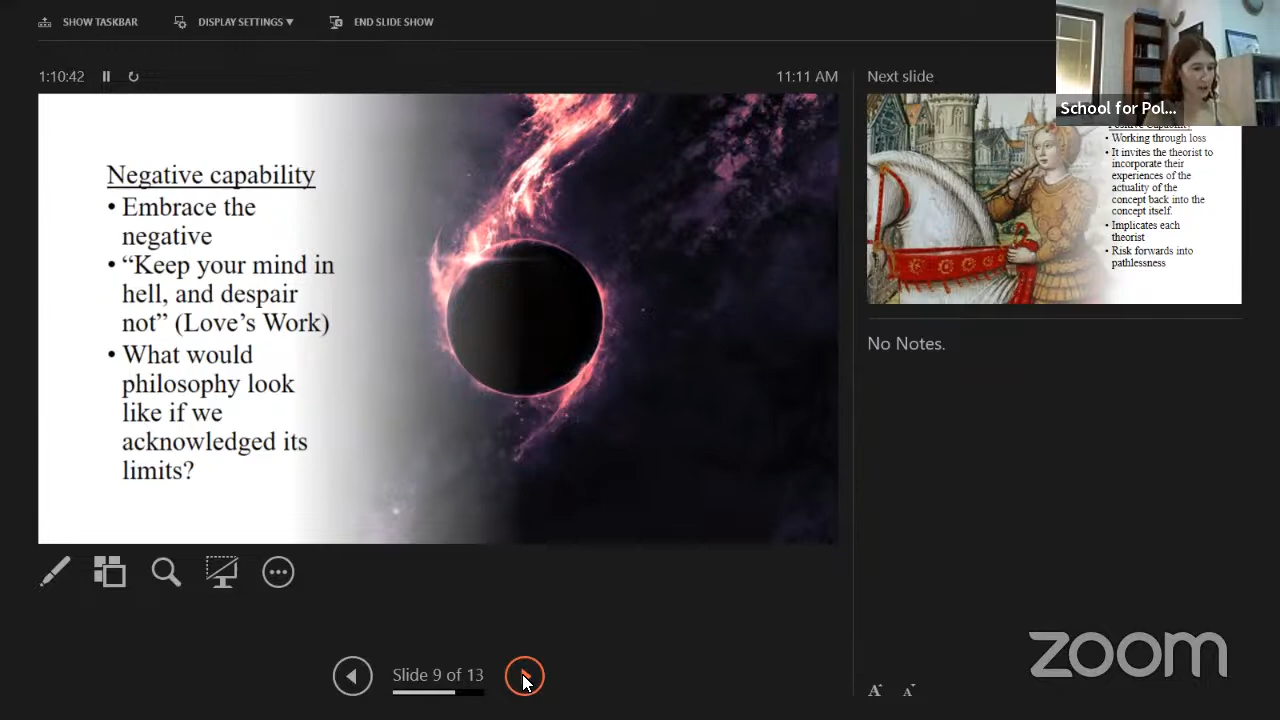 SHOW TASKBAR
DISPLAY SETTINGS ▼
END SLIDE SHOW
1:10:42
11:11 AM
Next slide
School for Pol...
Negative capability
• Embrace the
negative
• “Keep your mind in
hell, and despair
not” (Love’s Work)
• What would
philosophy look
like if we
acknowledged its
limits?
• Working through loss
• It invites the theorist to
incorporate their
experiences of the
actuality of the
concept back into the
concept itself.
• Implicates each
theorist
• Risk forwards into
pathlessness
No Notes.
Slide 9 of 13
A A
zoom